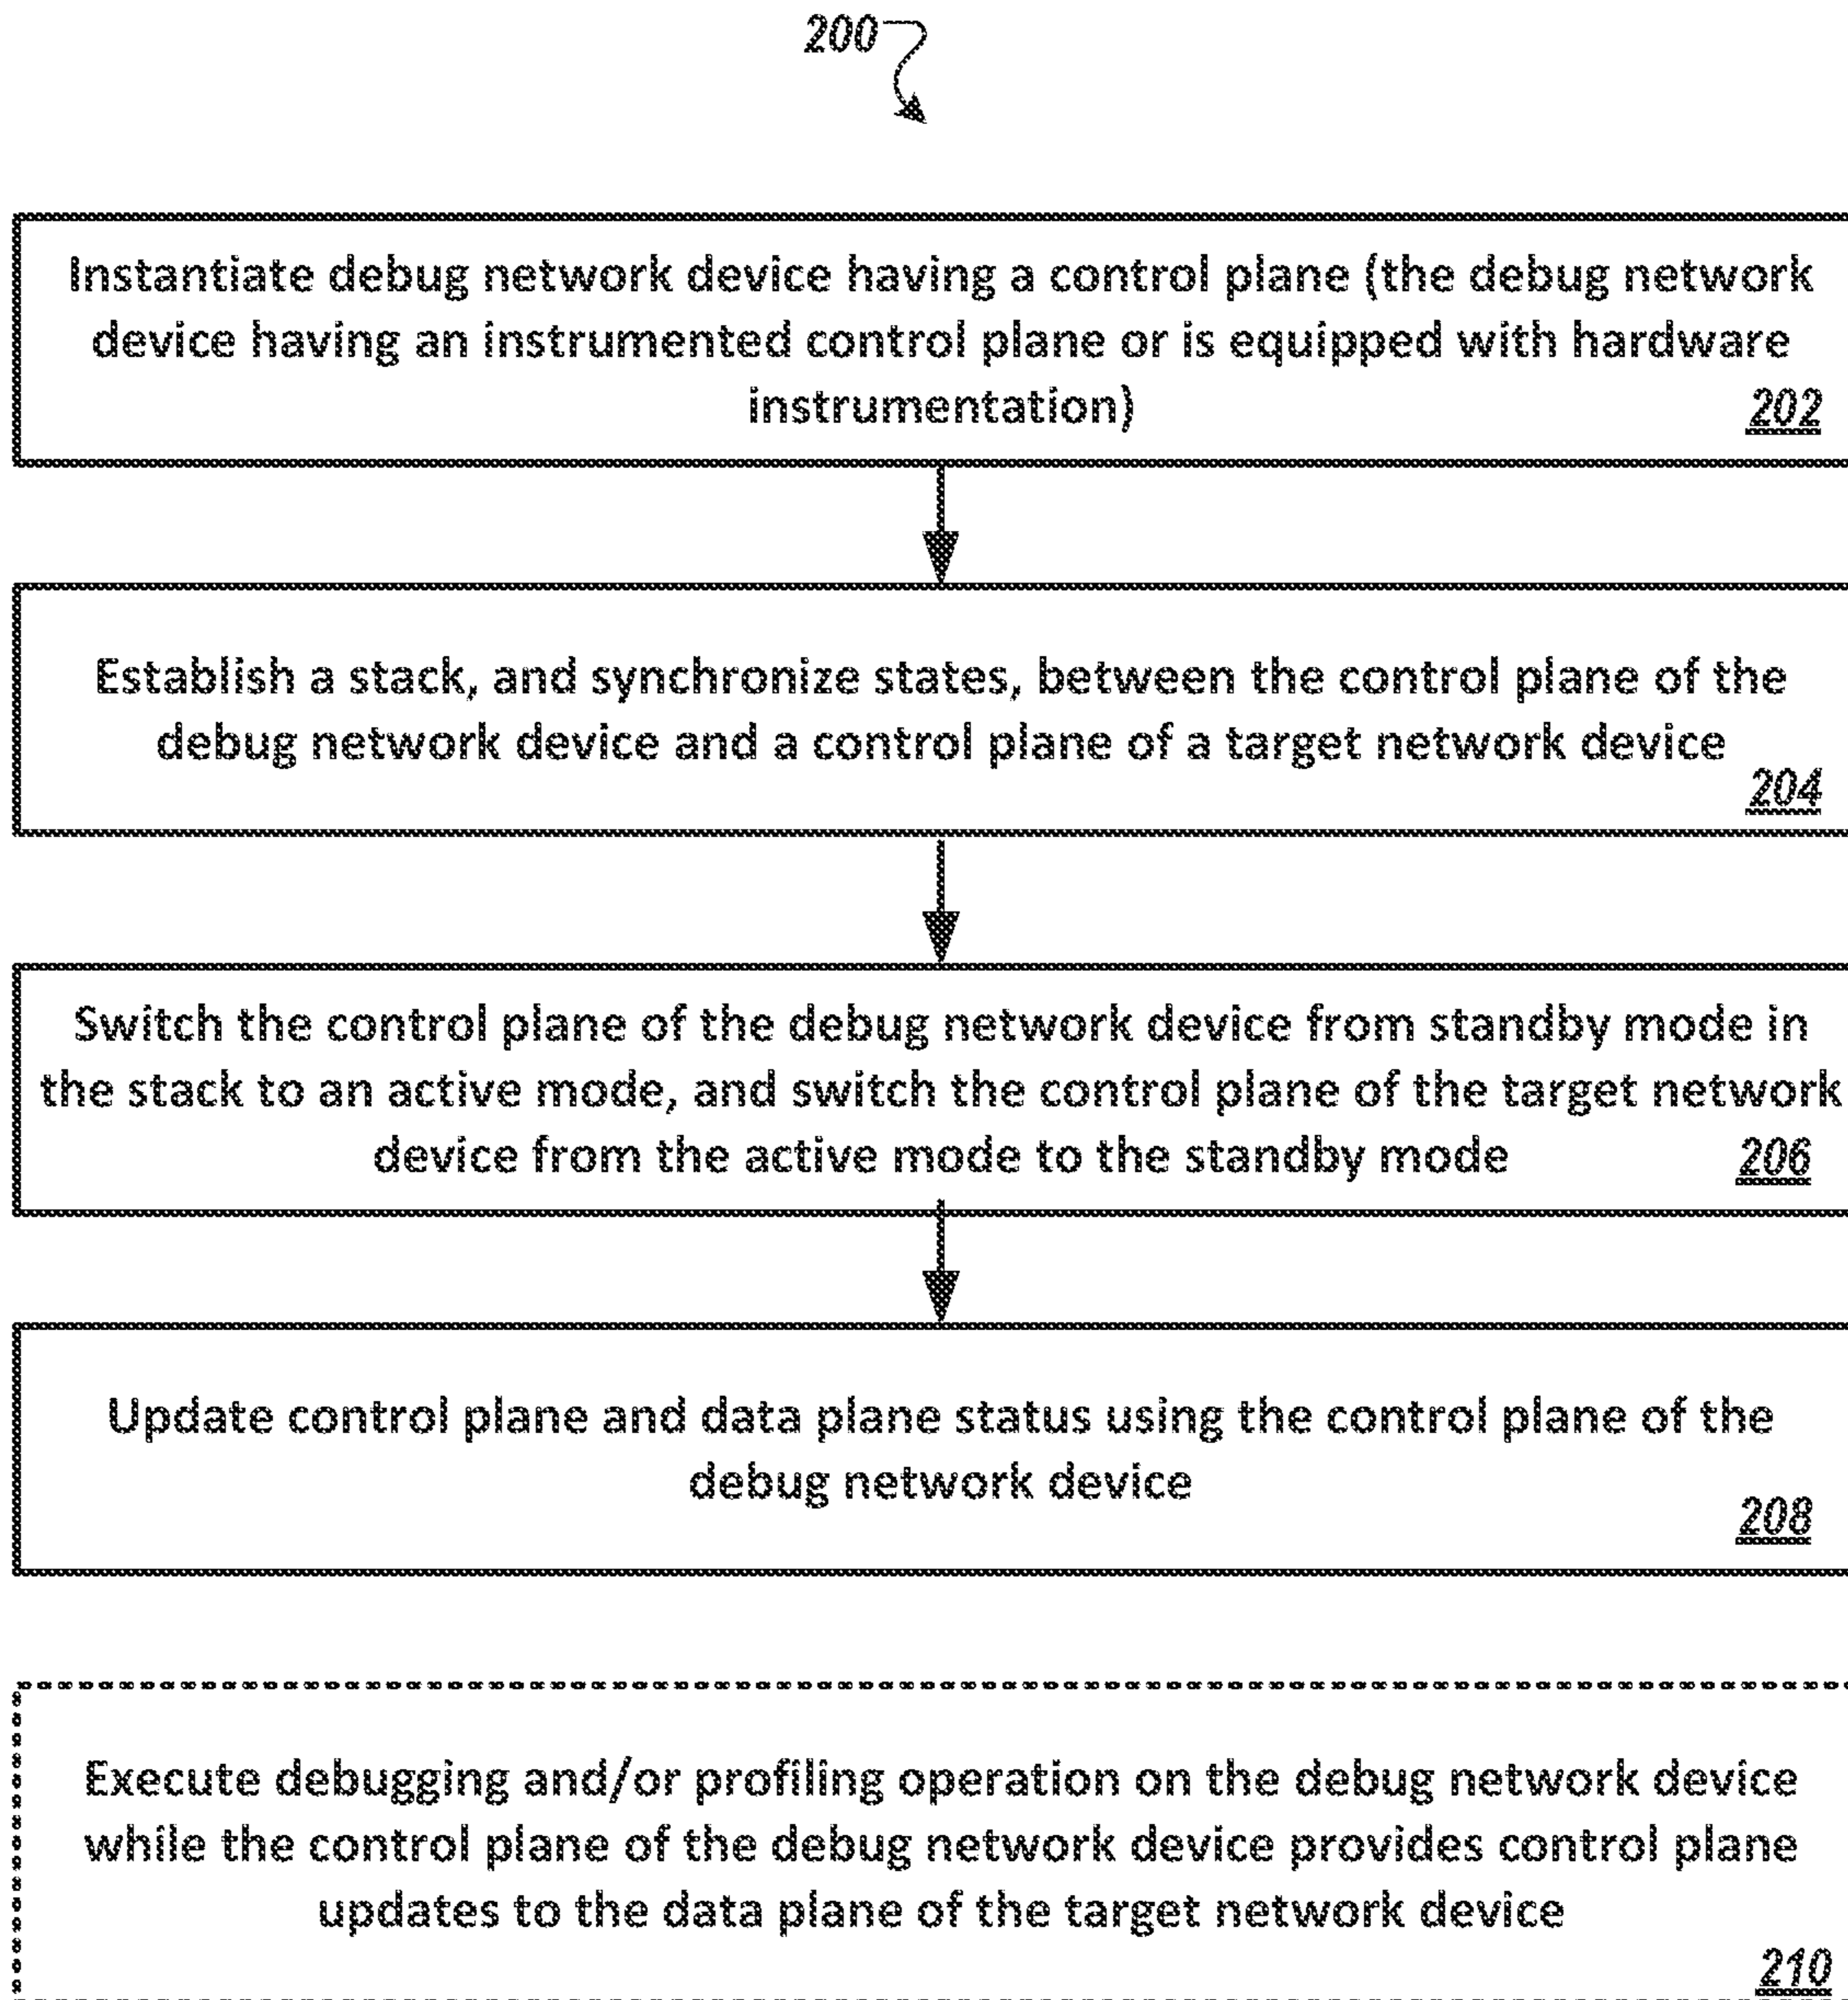 200
Instantiate debug network device having a control plane (the debug network
device having an instrumented control plane or is equipped with hardware
instrumentation)
202
Establish a stack, and synchronize states, between the control plane of the
debug network device and a control plane of a target network device
204
Switch the control plane of the debug network device from standby mode in
the stack to an active mode, and switch the control plane of the target network
device from the active mode to the standby mode
206
Update control plane and data plane status using the control plane of the
debug network device
208
Execute debugging and/or profiling operation on the debug network device
while the control plane of the debug network device provides control plane
updates to the data plane of the target network device
210